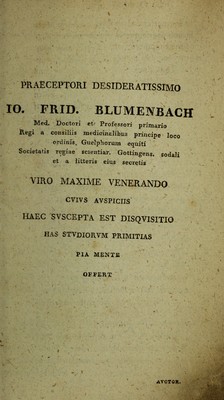 PRAECEPTORI DESIDERATISSIMO
IO. FRID. BLUMENBACH
Med. Doctori et Professori primario
Regi a consiliis medicinalibus principe loco
ordinis, Guelphorum equiti
Societatis regiae scientiar. Gottingens. sodali
et a litteris eius secretis
VIRO MAXIME VENERANDO
CVIVS AVSPICIIS
HAEC SVSCEPTA EST DISQVISITIO
HAS STVDIORVM PRIMITIAS
PIA MENTE
OFFERT
AVCTOR.